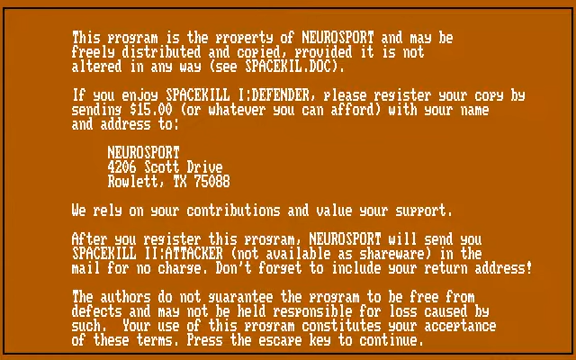 This program is the property of NEUROSPORT and may be
freely distributed and copied, provided it is not
altered in any way (see SPACEKIL.DOC).
If you enjoy SPACEKILL I:DEFENDER, please register your copy by
sending $15.00 (or whatever you can afford) with your name
and address to:
NEUROSPORT
4206 Scott Drive
Rowlett, TX 75088
We rely on your contributions and value your support.
After you register this program, NEUROSPORT will send you
SPACEKILL II:ATTACKER (not available as shareware) in the
mail for no charge. Don't forget to include your return address!
The authors do not guarantee the program to be free from
defects and may not be held responsible for loss caused by
such.  Your use of this program constitutes your acceptance
of these terms. Press the escape key to continue.